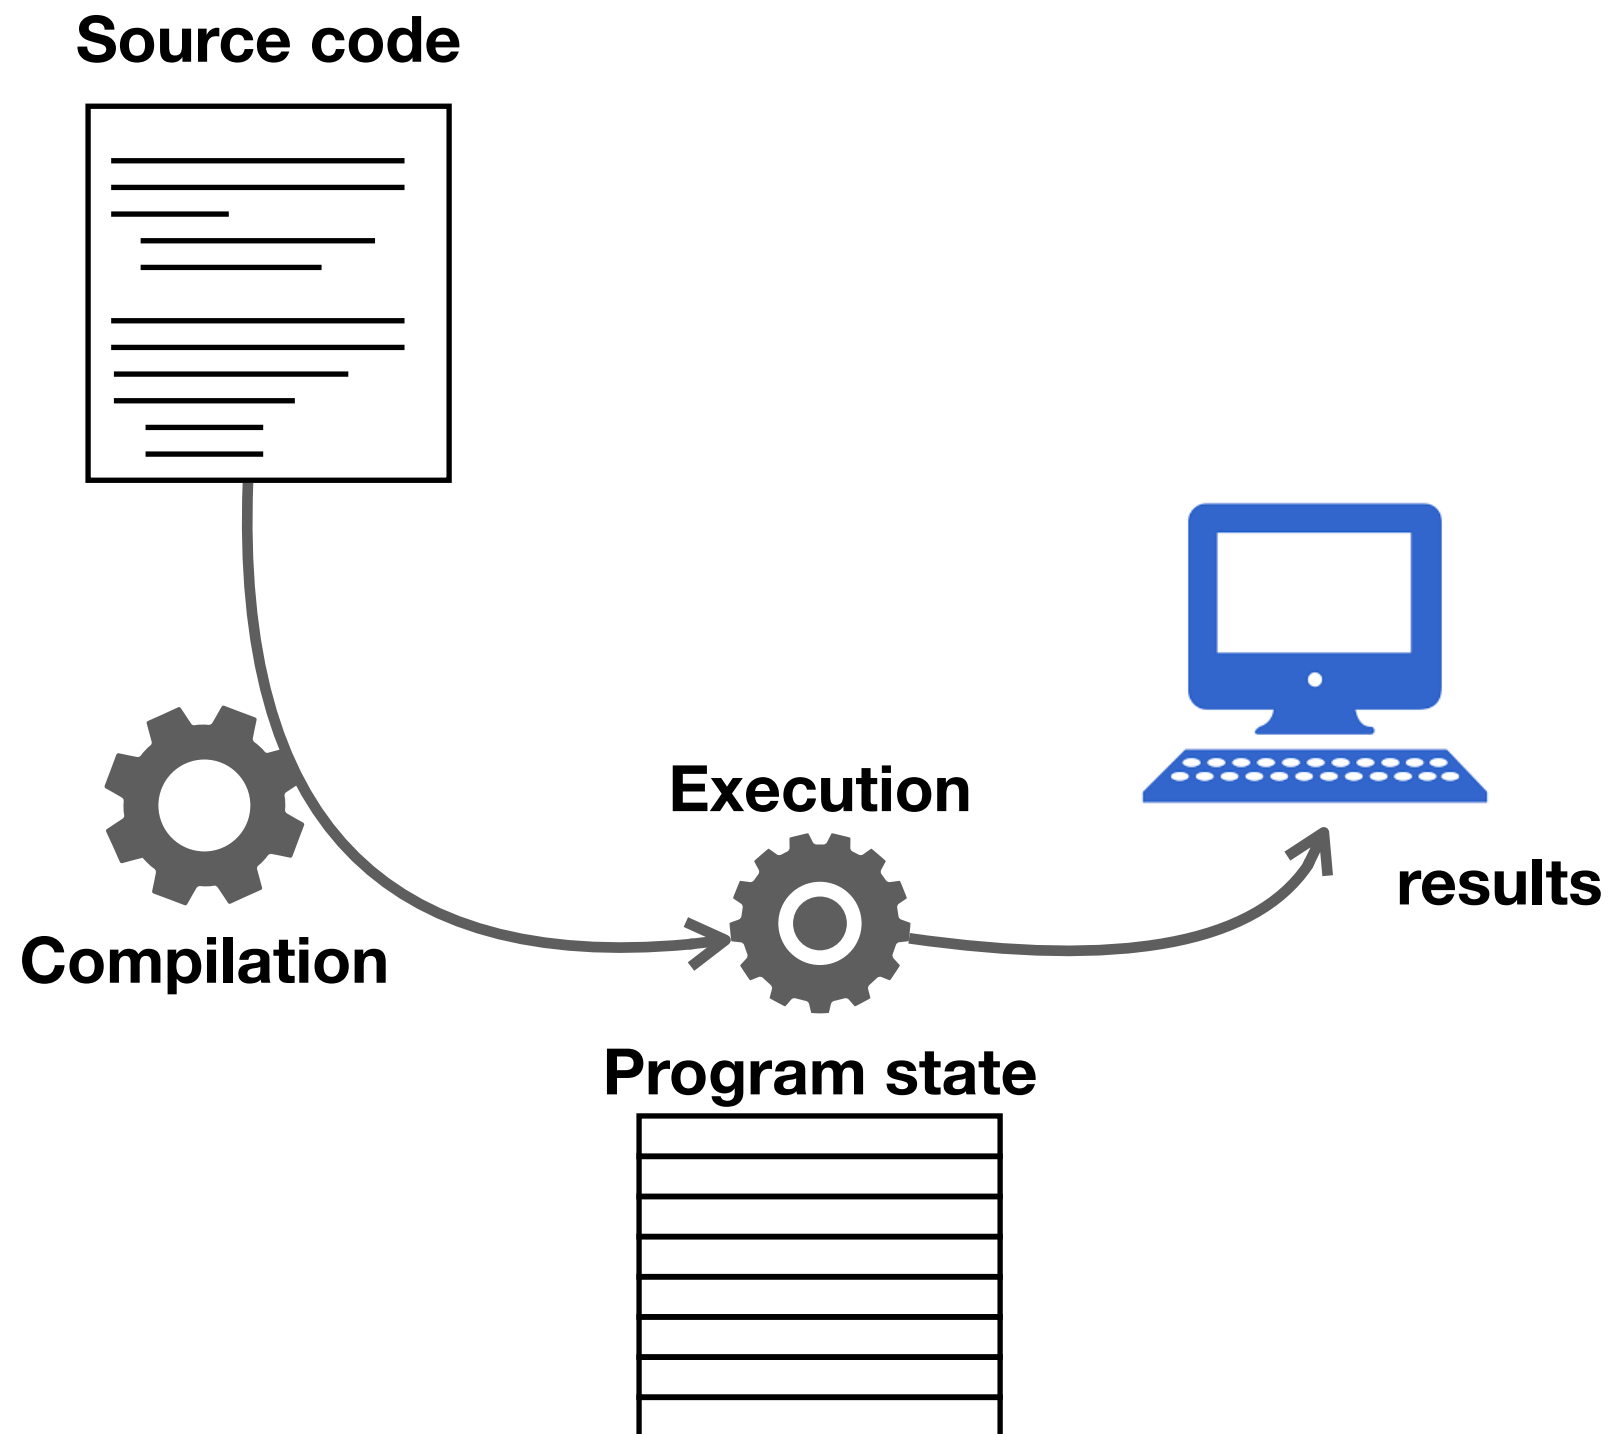 Source code
Compilation
Execution
results
Program state